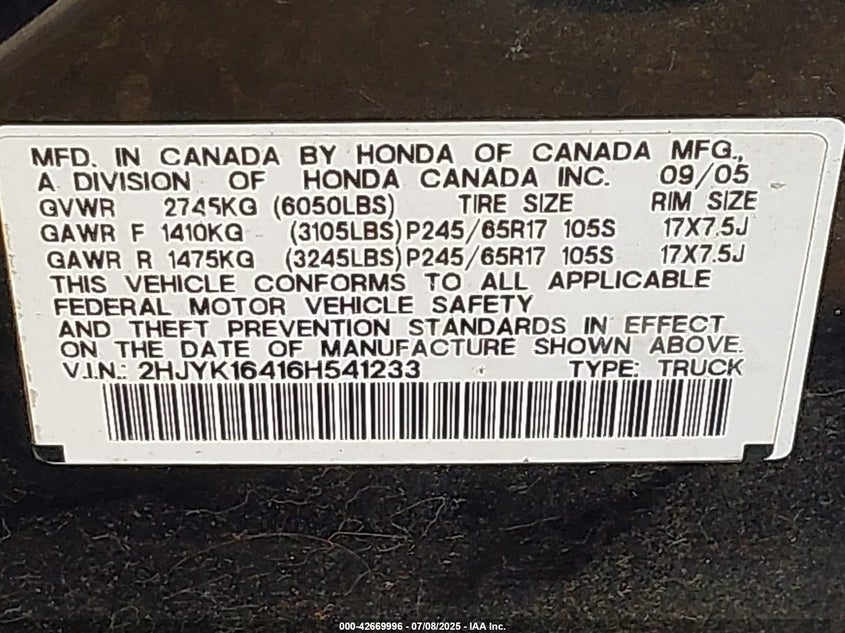 MFD. IN CANADA BY HONDA OF CANADA MFG.,
A DIVISION OF HONDA CANADA INC. 09/05
GVWR 2745KG (6050LBS) TIRE SIZE RIM SIZE
GAWR F 1410KG (3105LBS) P245/65R17 105S 17X7.5J
GAWR R 1475KG (3245LBS) P245/65R17 105S 17X7.5J
THIS VEHICLE CONFORMS TO ALL APPLICABLE
FEDERAL MOTOR VEHICLE SAFETY
AND THEFT PREVENTION STANDARDS IN EFFECT
ON THE DATE OF MANUFACTURE SHOWN ABOVE.
V.I.N.: 2HJYK16416H541233 TYPE: TRUCK
000-42669996 - 07/08/2025 - IAA Inc.